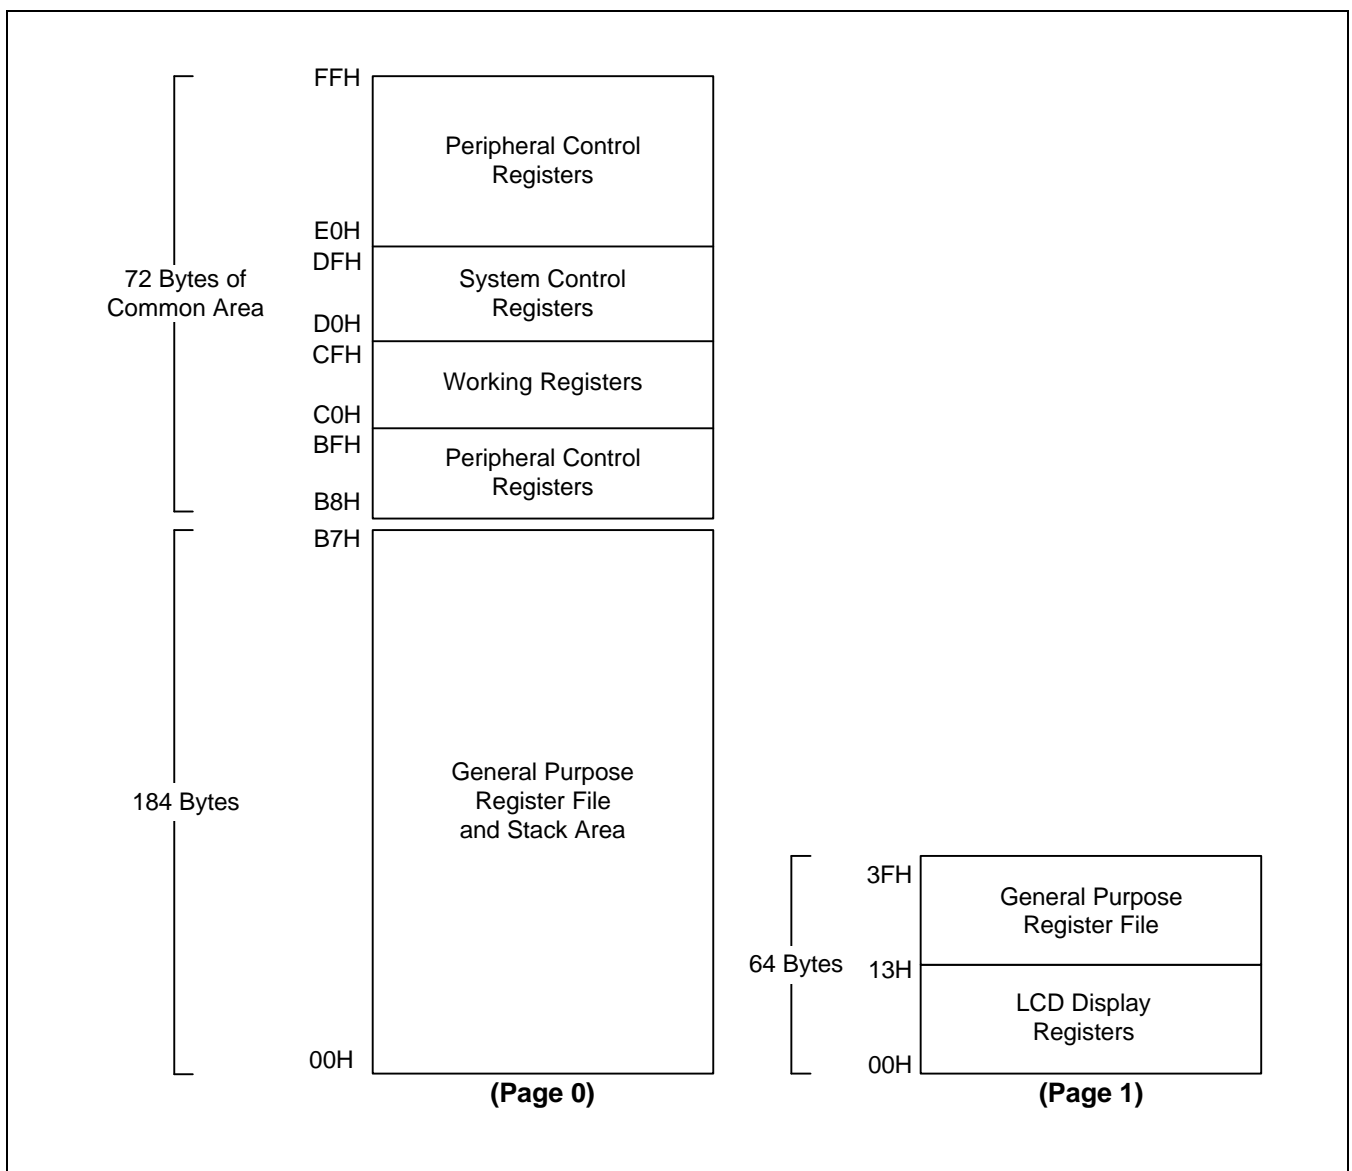 FFH
Peripheral Control
Registers
E0H
DFH
72 Bytes of
Common Area
System Control
Registers
D0H
CFH
Working Registers
C0H
BFH
Peripheral Control
Registers
B8H
B7H
184 Bytes
General Purpose
Register File
and Stack Area
00H
(Page 0)
3FH
General Purpose
Register File
64 Bytes
13H
LCD Display
Registers
00H
(Page 1)